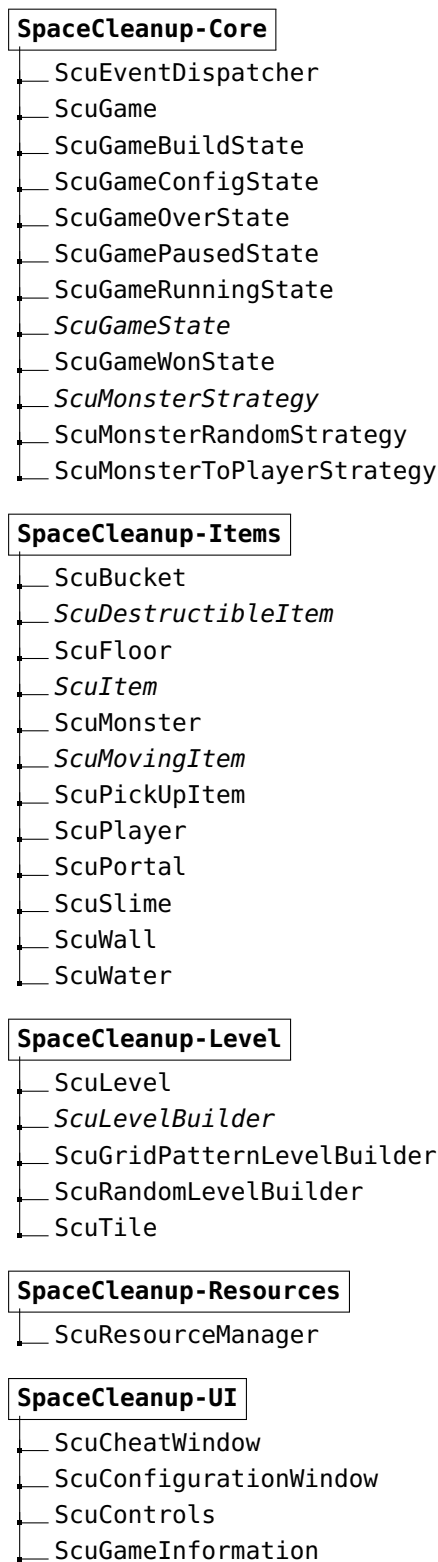 SpaceCleanup-Core
ScuEventDispatcher
ScuGame
ScuGameBuildState
ScuGameConfigState
ScuGameOverState
ScuGamePausedState
ScuGameRunningState
ScuGameState
ScuGameWonState
ScuMonsterStrategy
ScuMonsterRandomStrategy
ScuMonsterToPlayerStrategy
SpaceCleanup-Items
ScuBucket
ScuDestructibleItem
ScuFloor
ScuItem
ScuMonster
ScuMovingItem
ScuPickUpItem
ScuPlayer
ScuPortal
ScuSlime
ScuWall
ScuWater
SpaceCleanup-Level
ScuLevel
ScuLevelBuilder
ScuGridPatternLevelBuilder
ScuRandomLevelBuilder
ScuTile
SpaceCleanup-Resources
ScuResourceManager
SpaceCleanup-UI
ScuCheatWindow
ScuConfigurationWindow
ScuControls
ScuGameInformation